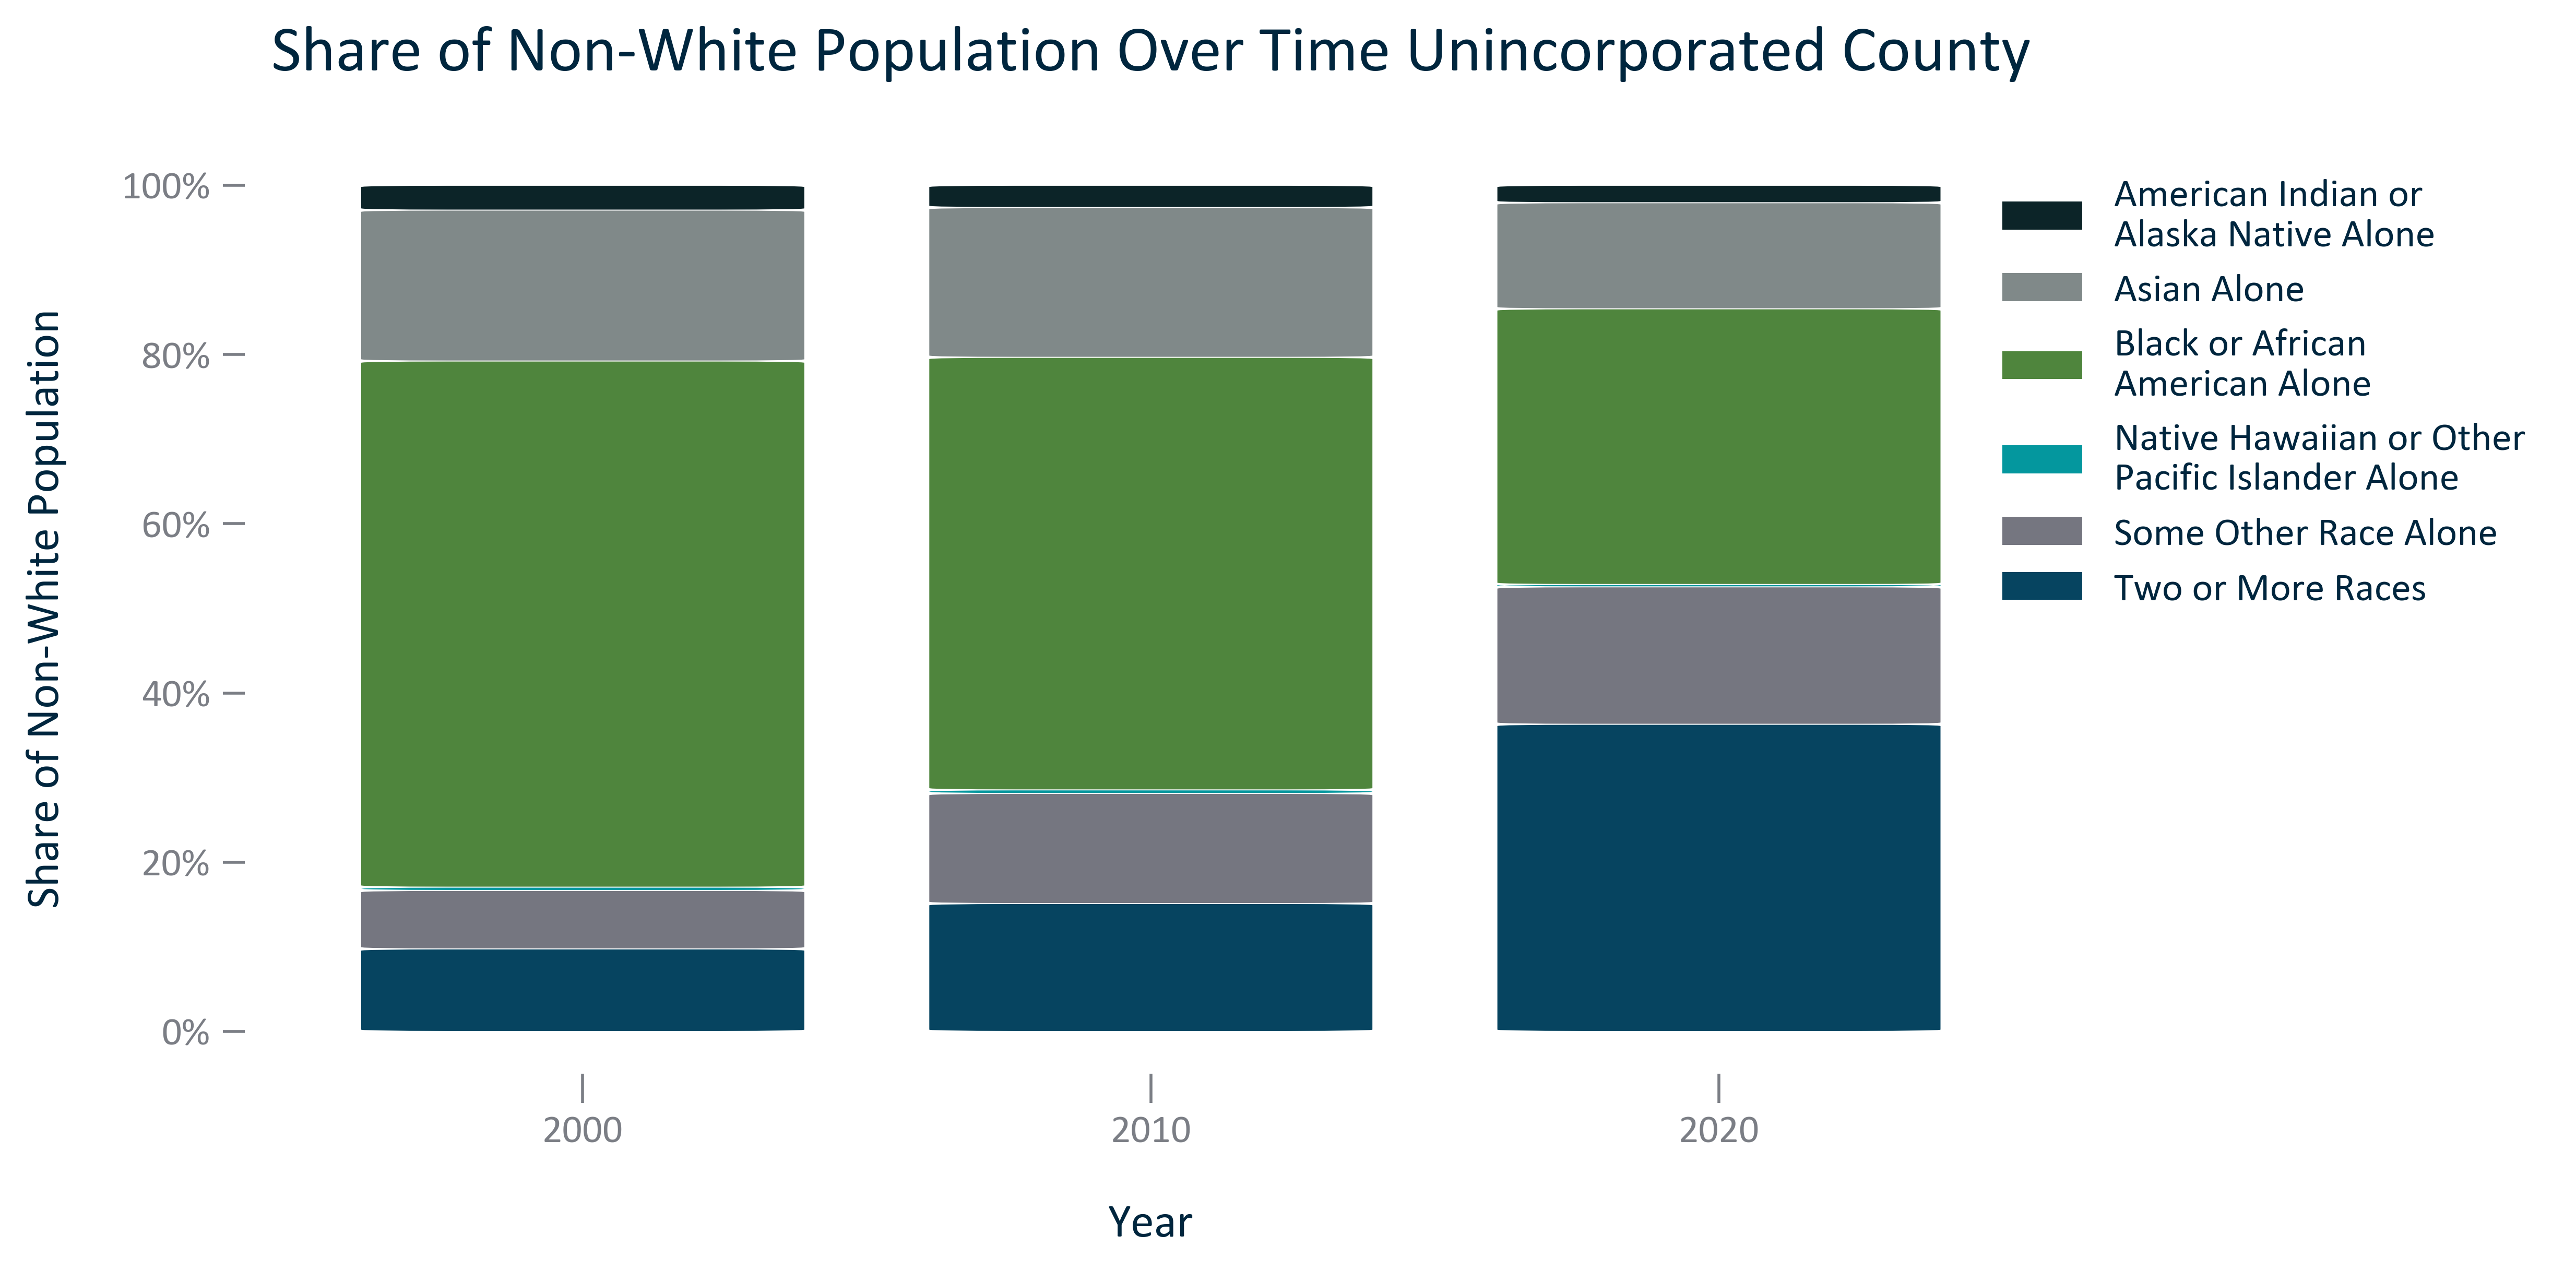 Share of Non-White Population Over Time Unincorporated County
Share of Non-White Population
100%
80%
60%
40%
20%
0%
2000
2010
2020
Year
American Indian or
Alaska Native Alone
Asian Alone
Black or African
American Alone
Native Hawaiian or Other
Pacific Islander Alone
Some Other Race Alone
Two or More Races